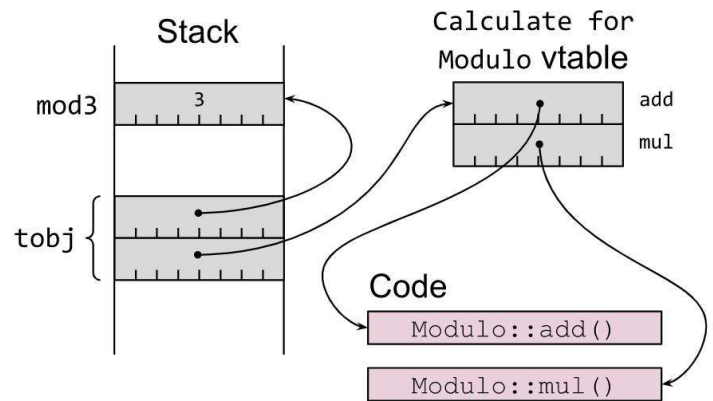 Stack
Calculate for
Modulo vtable
mod3
3
add
mul
tobj
Code
Modulo::add()
Modulo::mul()